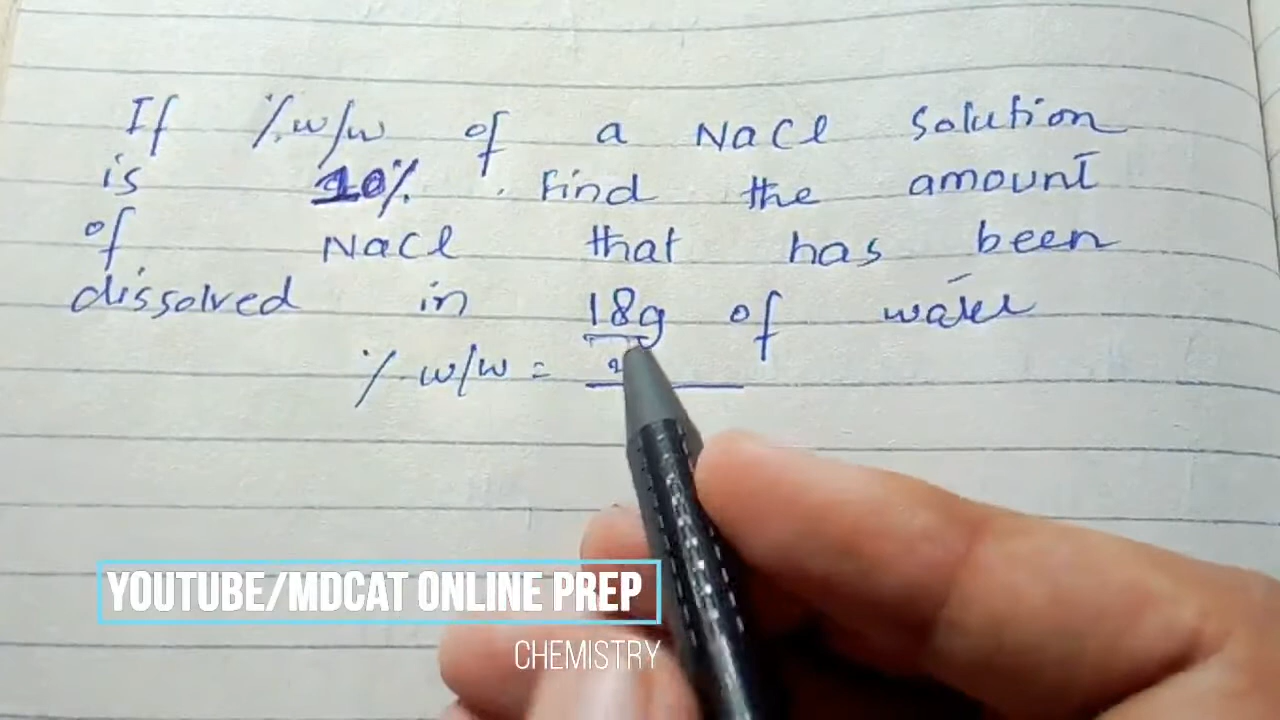 If %w/w of a NaCl solution
is 10% . Find the amount
of NaCl that has been
dissolved in 18g of water
% w/w =
YOUTUBE/MDCAT ONLINE PREP
CHEMISTRY